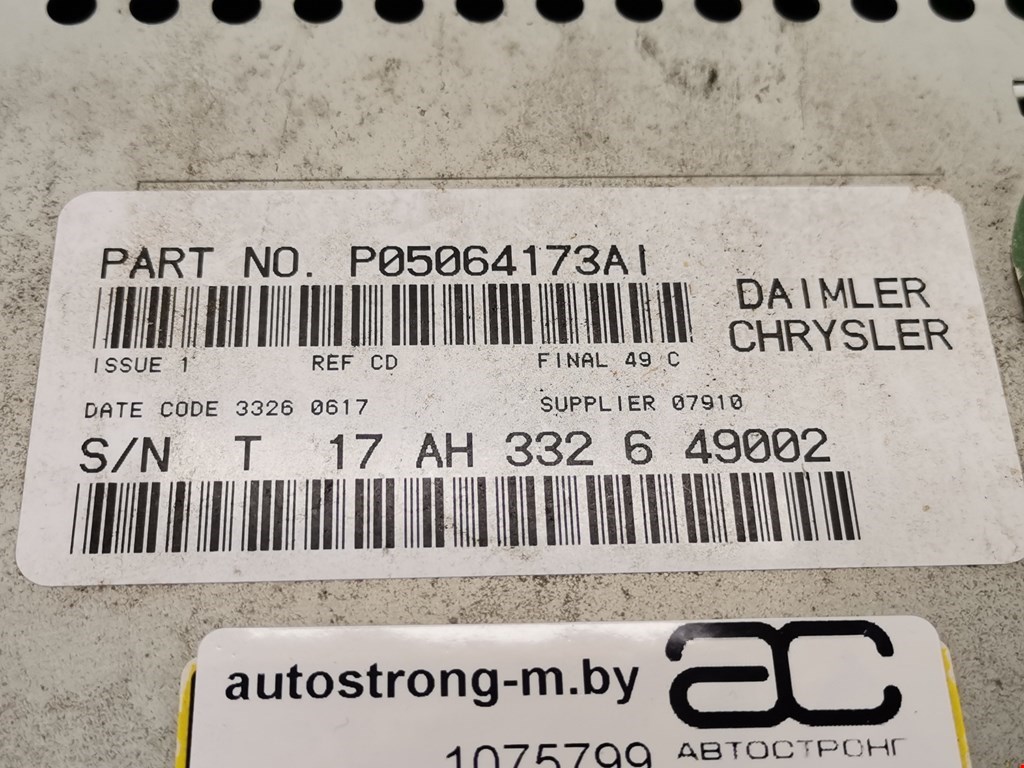 PART NO. P05064173AI
DAIMLER
CHRYSLER
ISSUE 1 REF CD FINAL 49 C
DATE CODE 3326 0617 SUPPLIER 07910
S/N T 17 AH 332 6 49002
autostrong-m.by
ac
1075799
АВТОСТРОНГ